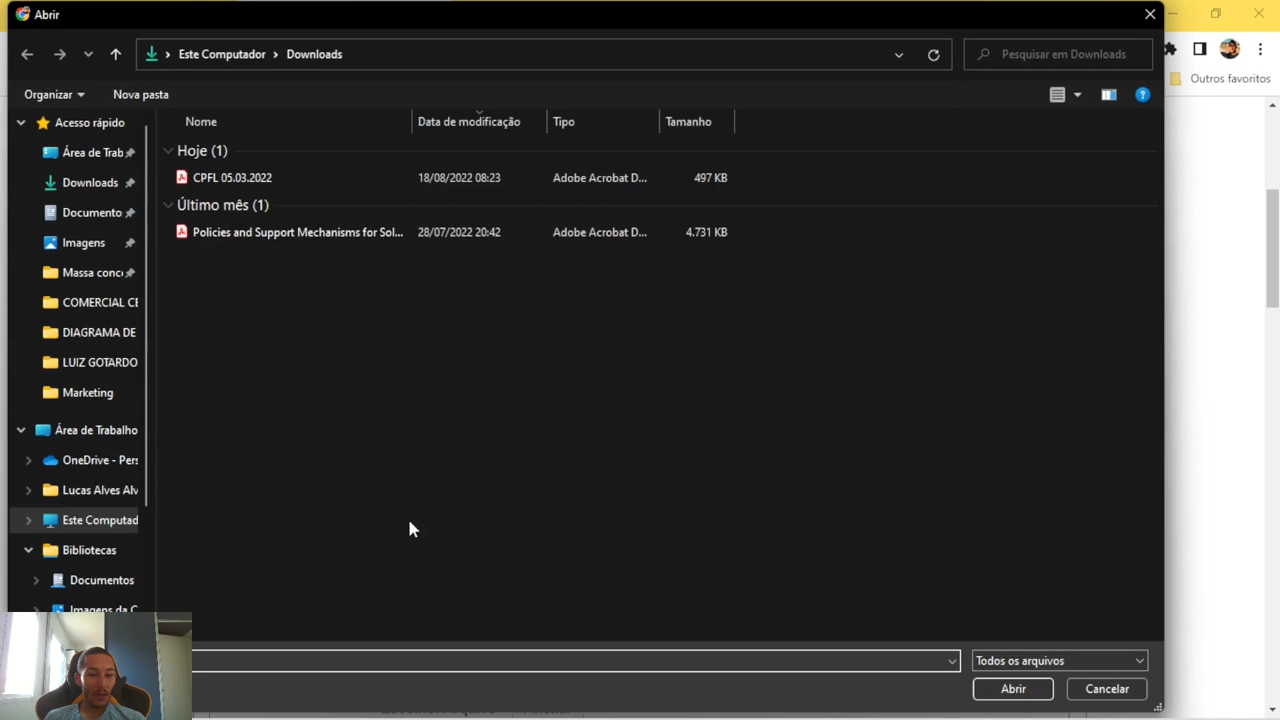 Abrir
Este Computador
Downloads
Pesquisar em Downloads
Outros favoritos
Organizar
Nova pasta
Acesso rápido
Nome
Data de modificação
Tipo
Tamanho
Hoje (1)
Área de Trab
CPFL 05.03.2022
18/08/2022 08:23
Adobe Acrobat D...
497 KB
Downloads
Último mês (1)
Documento
Policies and Support Mechanisms for Sol...
28/07/2022 20:42
Adobe Acrobat D...
4.731 KB
Imagens
Massa conc
COMERCIAL CE
DIAGRAMA DE
LUIZ GOTARDO
Marketing
Área de Trabalho
OneDrive - Pers
Lucas Alves Alv
Este Computad
Bibliotecas
Documentos
Imagens da C
Todos os arquivos
Abrir
Cancelar